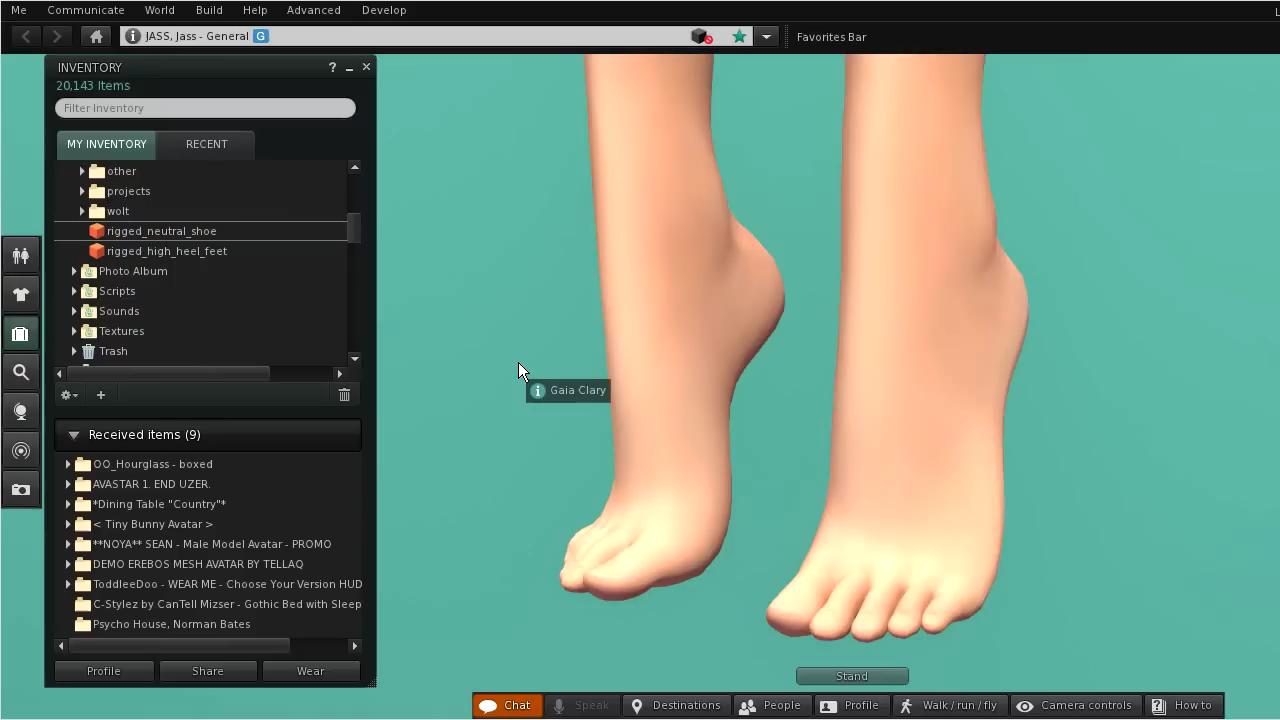 Me Communicate World Build Help Advanced Develop
JASS, Jass - General G
Favorites Bar
INVENTORY ? _ ×
20,143 Items
Filter Inventory
MY INVENTORY RECENT
other
projects
wolt
rigged_neutral_shoe
rigged_high_heel_feet
Photo Album
Scripts
Sounds
Textures
Trash
Gaia Clary
Received items (9)
OO_Hourglass - boxed
AVASTAR 1. END UZER.
*Dining Table "Country"*
< Tiny Bunny Avatar >
**NOYA** SEAN - Male Model Avatar - PROMO
DEMO EREBOS MESH AVATAR BY TELLAQ
ToddleeDoo - WEAR ME - Choose Your Version HUD
C-Stylez by CanTell Mizser - Gothic Bed with Sleep
Psycho House, Norman Bates
Profile Share Wear
Stand
Chat Speak Destinations People Profile Walk / run / fly Camera controls How to